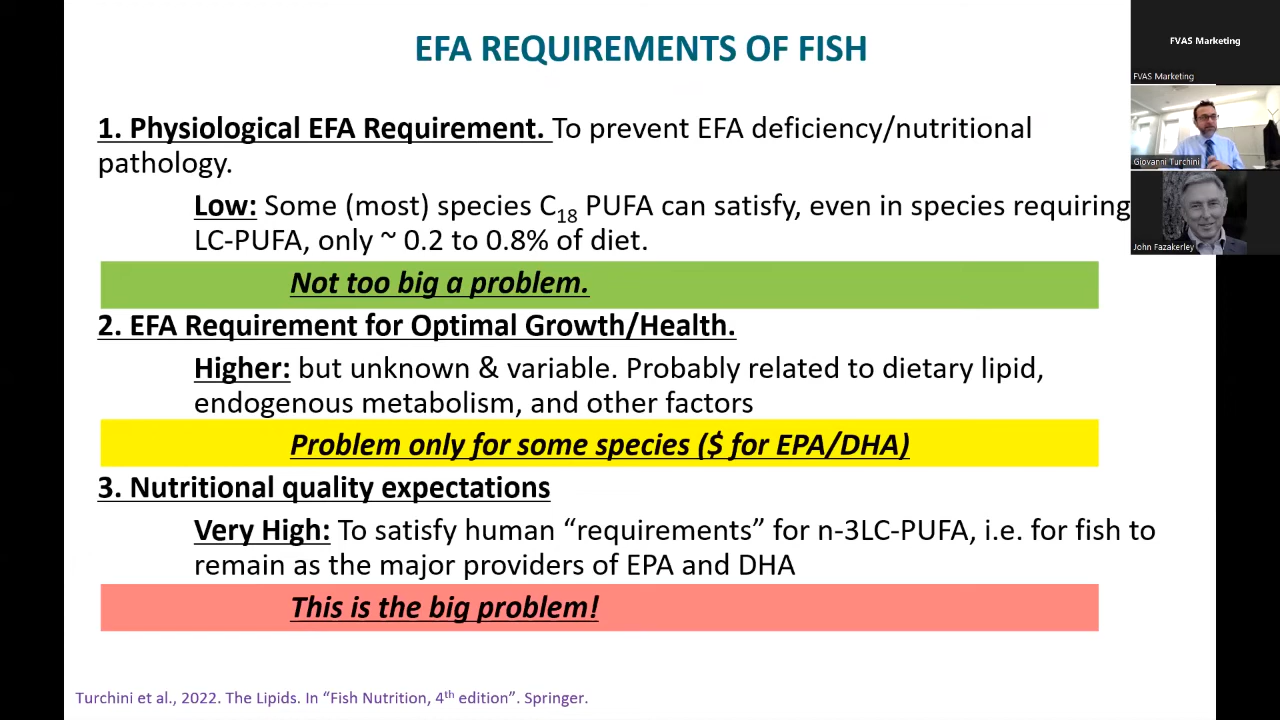 EFA REQUIREMENTS OF FISH
1. Physiological EFA Requirement. To prevent EFA deficiency/nutritional
pathology.
Low: Some (most) species C18 PUFA can satisfy, even in species requiring
LC-PUFA, only ~ 0.2 to 0.8% of diet.
Not too big a problem.
2. EFA Requirement for Optimal Growth/Health.
Higher: but unknown & variable. Probably related to dietary lipid,
endogenous metabolism, and other factors
Problem only for some species ($ for EPA/DHA)
3. Nutritional quality expectations
Very High: To satisfy human “requirements” for n-3LC-PUFA, i.e. for fish to
remain as the major providers of EPA and DHA
This is the big problem!
Turchini et al., 2022. The Lipids. In “Fish Nutrition, 4th edition”. Springer.
FVAS Marketing
FVAS Marketing
Giovanni Turchini
John Fazakerley